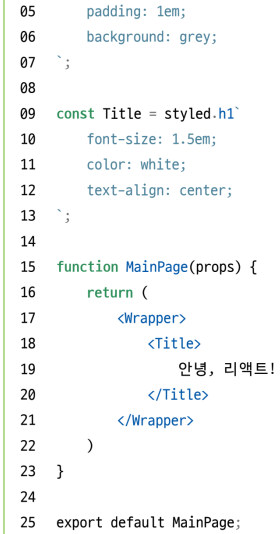 05     padding: 1em;
06     background: grey;
07 `;
08
09 const Title = styled.h1`
10     font-size: 1.5em;
11     color: white;
12     text-align: center;
13 `;
14
15 function MainPage(props) {
16     return (
17         <Wrapper>
18             <Title>
19                 안녕, 리액트!
20             </Title>
21         </Wrapper>
22     )
23 }
24
25 export default MainPage;